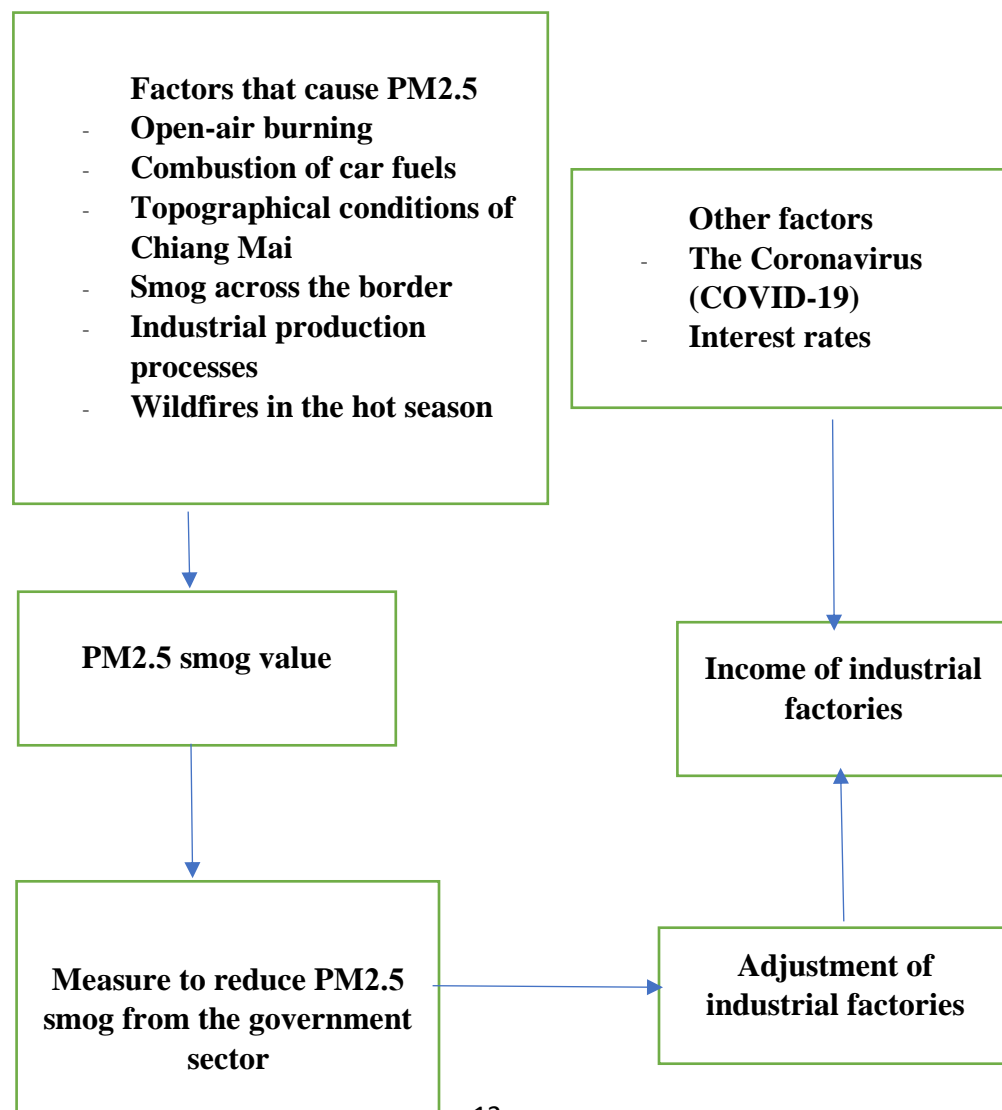 Factors that cause PM2.5
- Open-air burning
- Combustion of car fuels
- Topographical conditions of
Chiang Mai
- Smog across the border
- Industrial production
processes
- Wildfires in the hot season
Other factors
- The Coronavirus
(COVID-19)
- Interest rates
PM2.5 smog value
Income of industrial
factories
Measure to reduce PM2.5
smog from the government
sector
Adjustment of
industrial factories